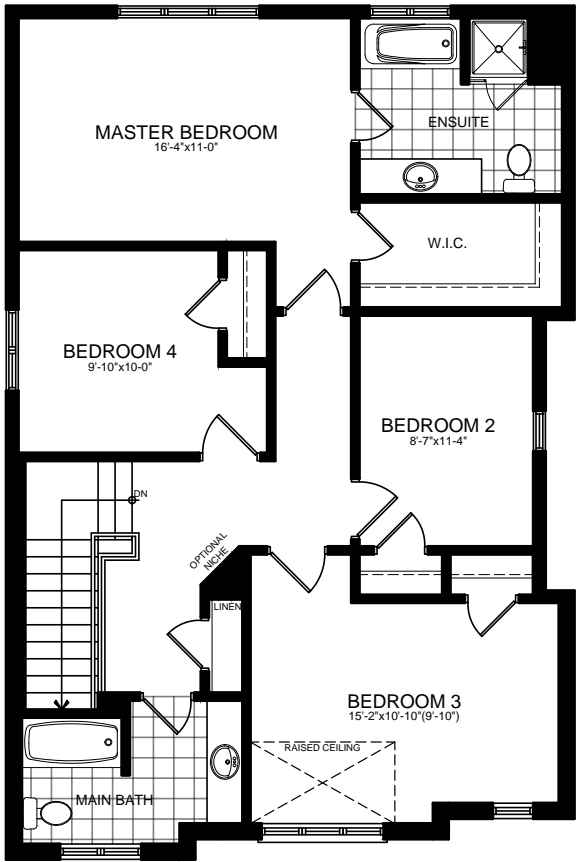 MASTER BEDROOM
16'-4"x11'-0"
ENSUITE
W.I.C.
BEDROOM 4
9'-10"x10'-0"
BEDROOM 2
8'-7"x11'-4"
DN
OPTIONAL
NICHE
LINEN
BEDROOM 3
15'-2"x10'-10"(9'-10")
RAISED CEILING
MAIN BATH